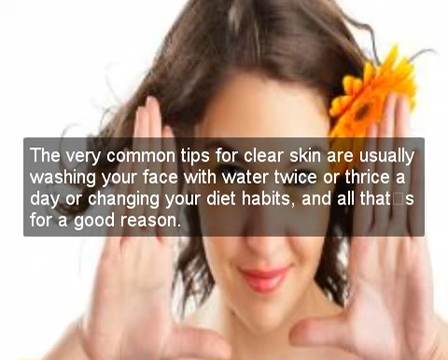 The very common tips for clear skin are usually
washing your face with water twice or thrice a
day or changing your diet habits, and all that□s
for a good reason.